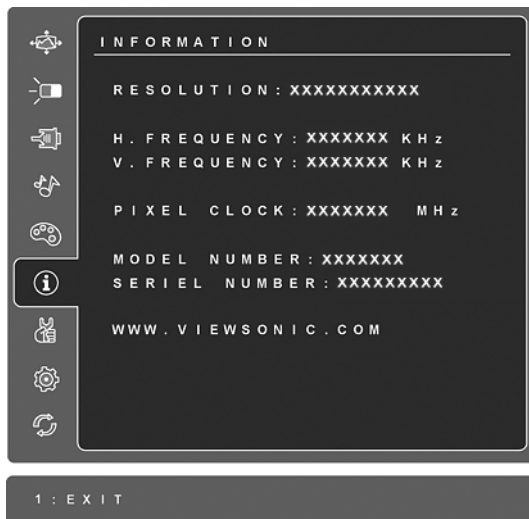 INFORMATION
RESOLUTION: XXXXXXXXXXX
H. FREQUENCY: XXXXXXX KHz
V. FREQUENCY: XXXXXXX KHz
PIXEL CLOCK: XXXXXXX MHz
MODEL NUMBER: XXXXXXX
SERIEL NUMBER: XXXXXXXXX
WWW.VIEWSONIC.COM
1:EXIT